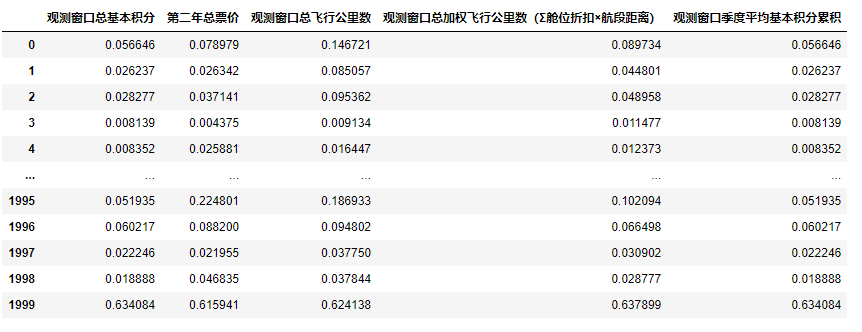 观测窗口总基本积分 第二年总票价 观测窗口总飞行公里数 观测窗口总加权飞行公里数（Σ舱位折扣×航段距离） 观测窗口季度平均基本积分累积
0 0.056646 0.078979 0.146721 0.089734 0.056646
1 0.026237 0.026342 0.085057 0.044801 0.026237
2 0.028277 0.037141 0.095362 0.048958 0.028277
3 0.008139 0.004375 0.009134 0.011477 0.008139
4 0.008352 0.025881 0.016447 0.012373 0.008352
... ... ... ... ... ...
1995 0.051935 0.224801 0.186933 0.102094 0.051935
1996 0.060217 0.088200 0.094802 0.066498 0.060217
1997 0.022246 0.021955 0.037750 0.030902 0.022246
1998 0.018888 0.046835 0.037844 0.028777 0.018888
1999 0.634084 0.615941 0.624138 0.637899 0.634084